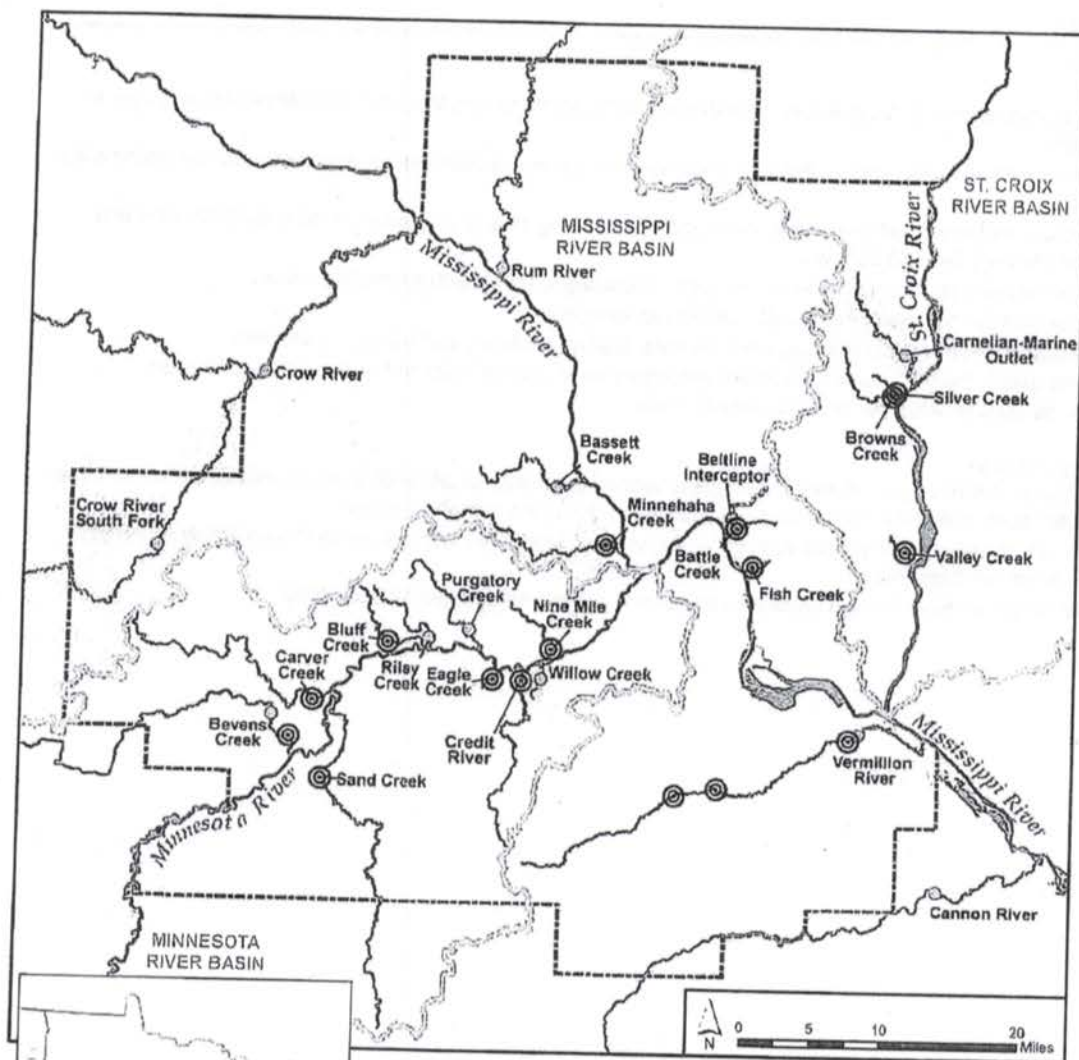 ST. CROIX
RIVER BASIN
MISSISSIPPI
RIVER BASIN
St. Croix River
Mississippi River
Rum River
Carnelian-Marine
Outlet
Crow River
Silver Creek
Browns
Creek
Bassett
Creek
Beltline
Interceptor
Minnehaha
Creek
Crow River
South Fork
Battle
Creek
Valley Creek
Fish Creek
Purgatory
Creek
Nine Mile
Creek
Bluff
Creek
Riley
Creek
Eagle
Creek
Willow Creek
Carver
Creek
Bevens
Creek
Credit
River
Vermillion
River
Mississippi River
Sand Creek
Minnesota River
Cannon River
MINNESOTA
RIVER BASIN
N
0 5 10 20
Miles